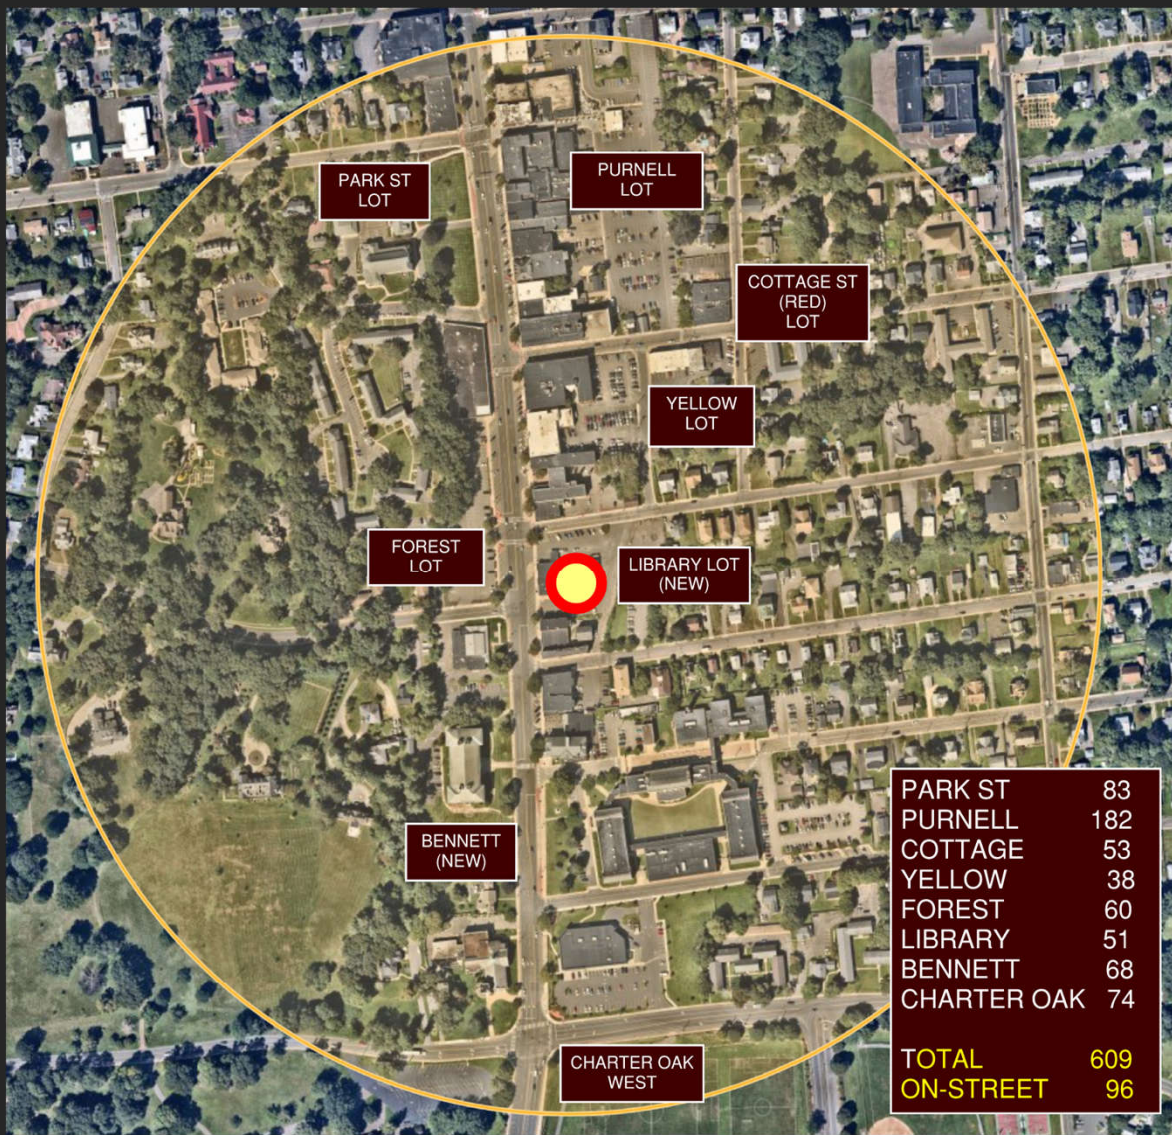 PARK ST
LOT
PURNELL
LOT
COTTAGE ST
(RED)
LOT
YELLOW
LOT
FOREST
LOT
LIBRARY LOT
(NEW)
BENNETT
(NEW)
CHARTER OAK
WEST
PARK ST 83
PURNELL 182
COTTAGE 53
YELLOW 38
FOREST 60
LIBRARY 51
BENNETT 68
CHARTER OAK 74
TOTAL 609
ON-STREET 96